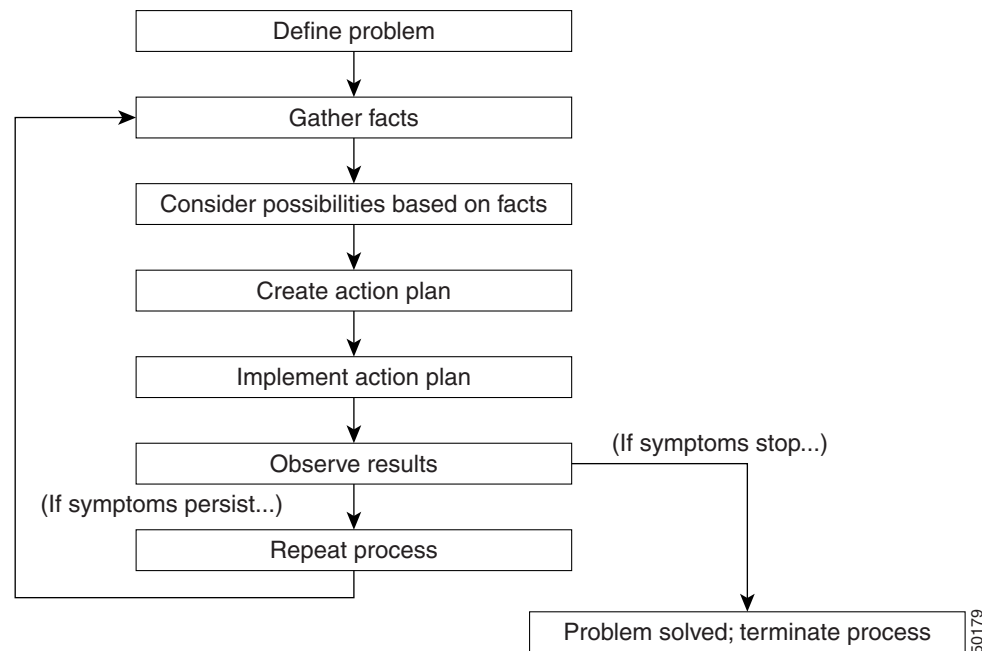 Define problem
Gather facts
Consider possibilities based on facts
Create action plan
Implement action plan
(If symptoms stop...)
Observe results
(If symptoms persist...)
Repeat process
Problem solved; terminate process